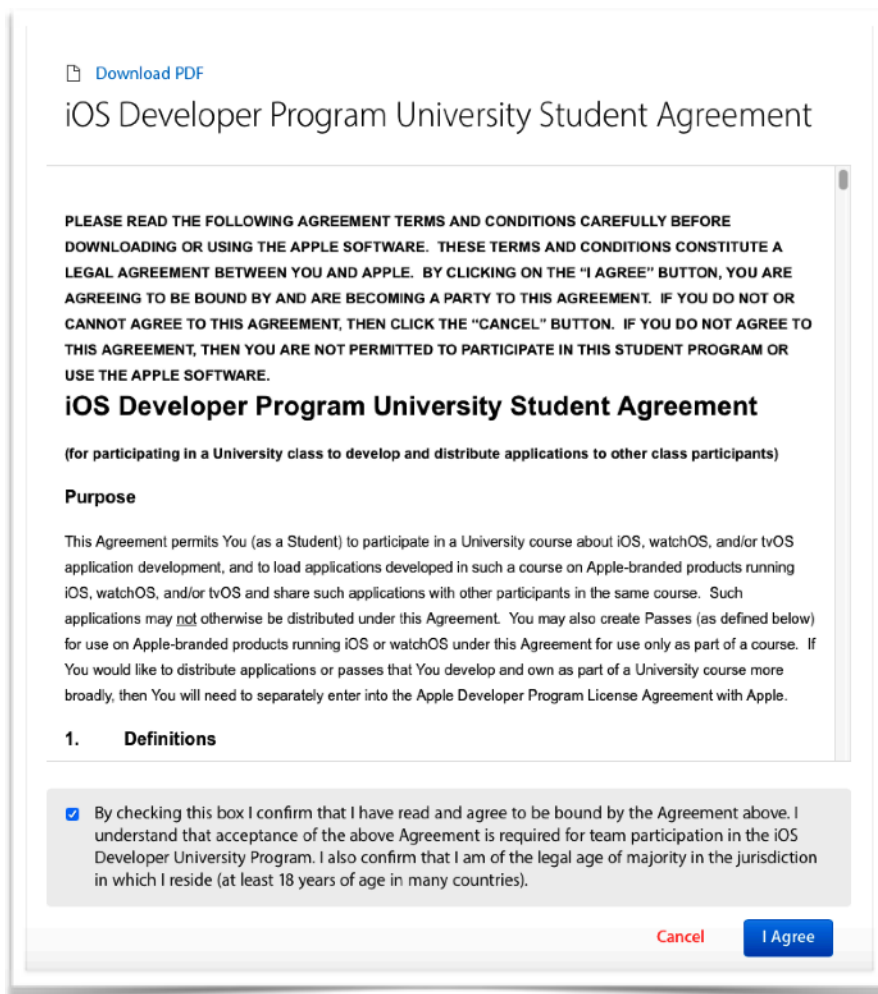 Download PDF
iOS Developer Program University Student Agreement
PLEASE READ THE FOLLOWING AGREEMENT TERMS AND CONDITIONS CAREFULLY BEFORE
DOWNLOADING OR USING THE APPLE SOFTWARE.  THESE TERMS AND CONDITIONS CONSTITUTE A
LEGAL AGREEMENT BETWEEN YOU AND APPLE.  BY CLICKING ON THE “I AGREE” BUTTON, YOU ARE
AGREEING TO BE BOUND BY AND ARE BECOMING A PARTY TO THIS AGREEMENT.  IF YOU DO NOT OR
CANNOT AGREE TO THIS AGREEMENT, THEN CLICK THE “CANCEL” BUTTON.  IF YOU DO NOT AGREE TO
THIS AGREEMENT, THEN YOU ARE NOT PERMITTED TO PARTICIPATE IN THIS STUDENT PROGRAM OR
USE THE APPLE SOFTWARE.
iOS Developer Program University Student Agreement
(for participating in a University class to develop and distribute applications to other class participants)
Purpose
This Agreement permits You (as a Student) to participate in a University course about iOS, watchOS, and/or tvOS
application development, and to load applications developed in such a course on Apple-branded products running
iOS, watchOS, and/or tvOS and share such applications with other participants in the same course.  Such
applications may not otherwise be distributed under this Agreement.  You may also create Passes (as defined below)
for use on Apple-branded products running iOS or watchOS under this Agreement for use only as part of a course.  If
You would like to distribute applications or passes that You develop and own as part of a University course more
broadly, then You will need to separately enter into the Apple Developer Program License Agreement with Apple.
1. Definitions
By checking this box I confirm that I have read and agree to be bound by the Agreement above. I
understand that acceptance of the above Agreement is required for team participation in the iOS
Developer University Program. I also confirm that I am of the legal age of majority in the jurisdiction
in which I reside (at least 18 years of age in many countries).
Cancel I Agree